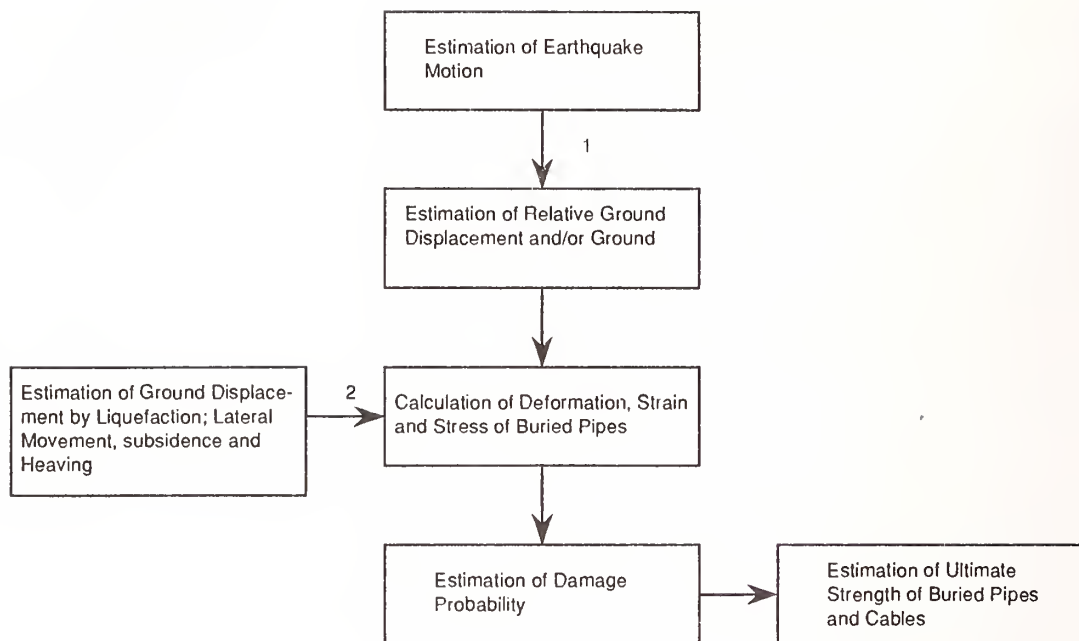 Estimation of Earthquake
Motion
1
Estimation of Relative Ground
Displacement and/or Ground
Estimation of Ground Displace-
ment by Liquefaction; Lateral
Movement, subsidence and
Heaving
2
Calculation of Deformation, Strain
and Stress of Buried Pipes
Estimation of Damage
Probability
Estimation of Ultimate
Strength of Buried Pipes
and Cables